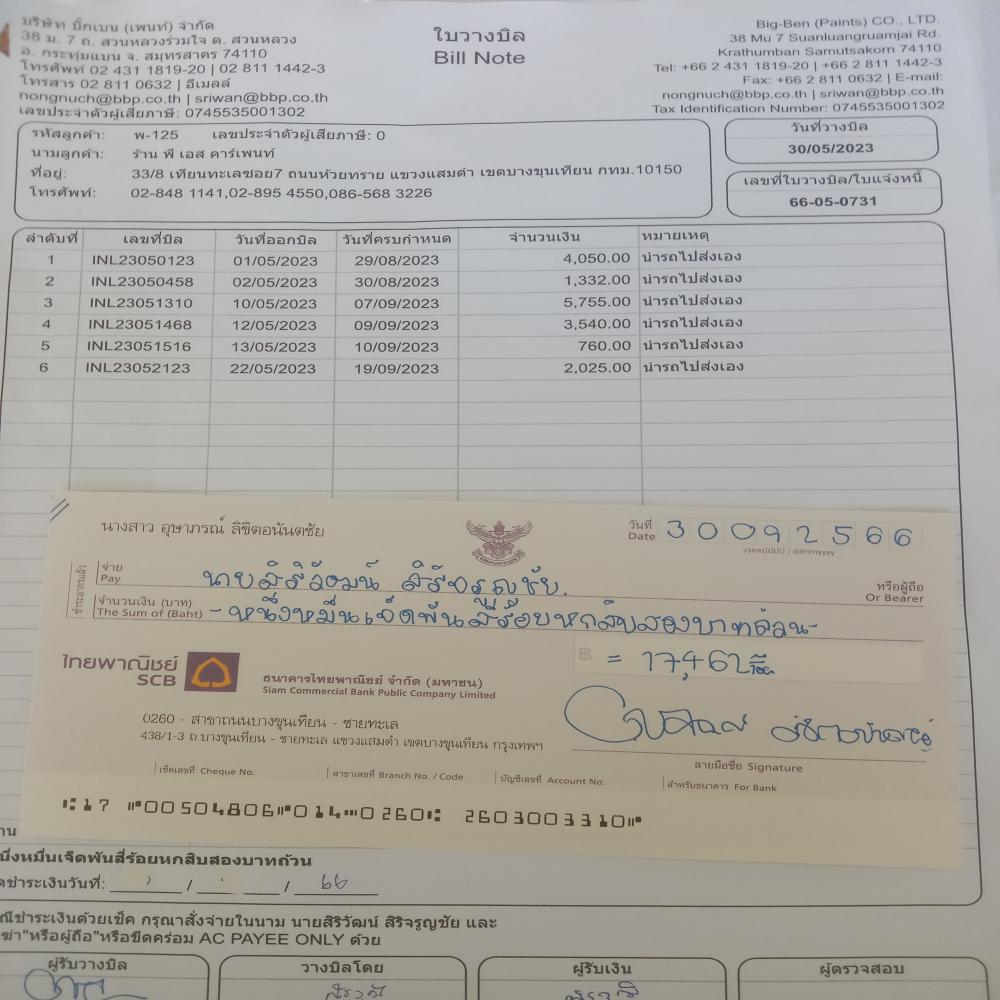 บริษัท บิ๊กเบน (เพนท์) จำกัด
38 ม. 7 ถ. สวนหลวงร่วมใจ ต. สวนหลวง
อ. กระทุ่มแบน จ. สมุทรสาคร 74110
โทรศัพท์ 02 431 1819-20 | 02 811 1442-3
โทรสาร 02 811 0632 | อีเมลล์
nongnuch@bbp.co.th | sriwan@bbp.co.th
เลขประจำตัวผู้เสียภาษี: 0745535001302
ใบวางบิล
Bill Note
Big-Ben (Paints) CO., LTD.
38 Mu 7 Suanluangruamjai Rd.
Krathumban Samutsakorn 74110
Tel: +66 2 431 1819-20 | +66 2 811 1442-3
Fax: +66 2 811 0632 | E-mail:
nongnuch@bbp.co.th | sriwan@bbp.co.th
Tax Identification Number: 0745535001302
รหัสลูกค้า: พ-125 เลขประจำตัวผู้เสียภาษี: 0
นามลูกค้า: ร้าน พี เอส คาร์เพนท์
ที่อยู่: 33/8 เทียนทะเลซอย7 ถนนห้วยทราย แขวงแสมดำ เขตบางขุนเทียน กทม.10150
โทรศัพท์: 02-848 1141,02-895 4550,086-568 3226
วันที่วางบิล
30/05/2023
เลขที่ใบวางบิล/ใบแจ้งหนี้
66-05-0731
ลำดับที่ เลขที่บิล วันที่ออกบิล วันที่ครบกำหนด จำนวนเงิน หมายเหตุ
1 INL23050123 01/05/2023 29/08/2023 4,050.00 นำรถไปส่งเอง
2 INL23050458 02/05/2023 30/08/2023 1,332.00 นำรถไปส่งเอง
3 INL23051310 10/05/2023 07/09/2023 5,755.00 นำรถไปส่งเอง
4 INL23051468 12/05/2023 09/09/2023 3,540.00 นำรถไปส่งเอง
5 INL23051516 13/05/2023 10/09/2023 760.00 นำรถไปส่งเอง
6 INL23052123 22/05/2023 19/09/2023 2,025.00 นำรถไปส่งเอง
นางสาว อุษาภรณ์ ลิขิตอนันตชัย
วันที่ 30092566
Date
ววดดปปปป / ddmmyyyy
จ่าย
Pay
นายสิริวัฒน์ สิริจรูญชัย
หรือผู้ถือ
Or Bearer
จำนวนเงิน (บาท)
The Sum of (Baht)
-หนึ่งหมื่นเจ็ดพันสี่ร้อยหกสิบสองบาทถ้วน-
฿ = 17,462
ไทยพาณิชย์
SCB
ธนาคารไทยพาณิชย์ จำกัด (มหาชน)
Siam Commercial Bank Public Company Limited
0260 - สาขาถนนบางขุนเทียน - ชายทะเล
438/1-3 ถ.บางขุนเทียน - ชายทะเล แขวงแสมดำ เขตบางขุนเทียน กรุงเทพฯ
ลายมือชื่อ Signature
เช็คเลขที่ Cheque No. สาขาเลขที่ Branch No. / Code บัญชีเลขที่ Account No. สำหรับธนาคาร For Bank
⑆17 ⑈00504806⑈014⑉0260⑆ 2603003310⑈
นึ่งหมื่นเจ็ดพันสี่ร้อยหกสิบสองบาทถ้วน
ชำระเงินวันที่: / / 66
ชำระเงินด้วยเช็ค กรุณาสั่งจ่ายในนาม นายสิริวัฒน์ สิริจรูญชัย และ
ฆ่า"หรือผู้ถือ"หรือขีดคร่อม AC PAYEE ONLY ด้วย
ผู้รับวางบิล วางบิลโดย ผู้รับเงิน ผู้ตรวจสอบ